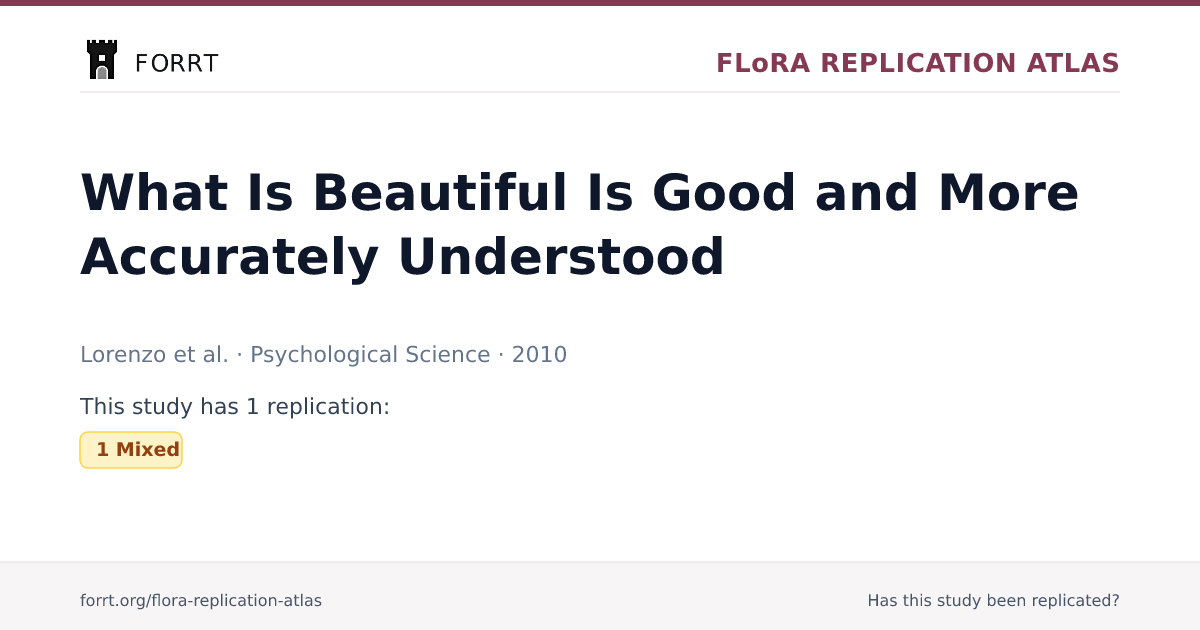 FORRT
FLoRA REPLICATION ATLAS
What Is Beautiful Is Good and More
Accurately Understood
Lorenzo et al. · Psychological Science · 2010
This study has 1 replication:
1 Mixed
forrt.org/flora-replication-atlas
Has this study been replicated?